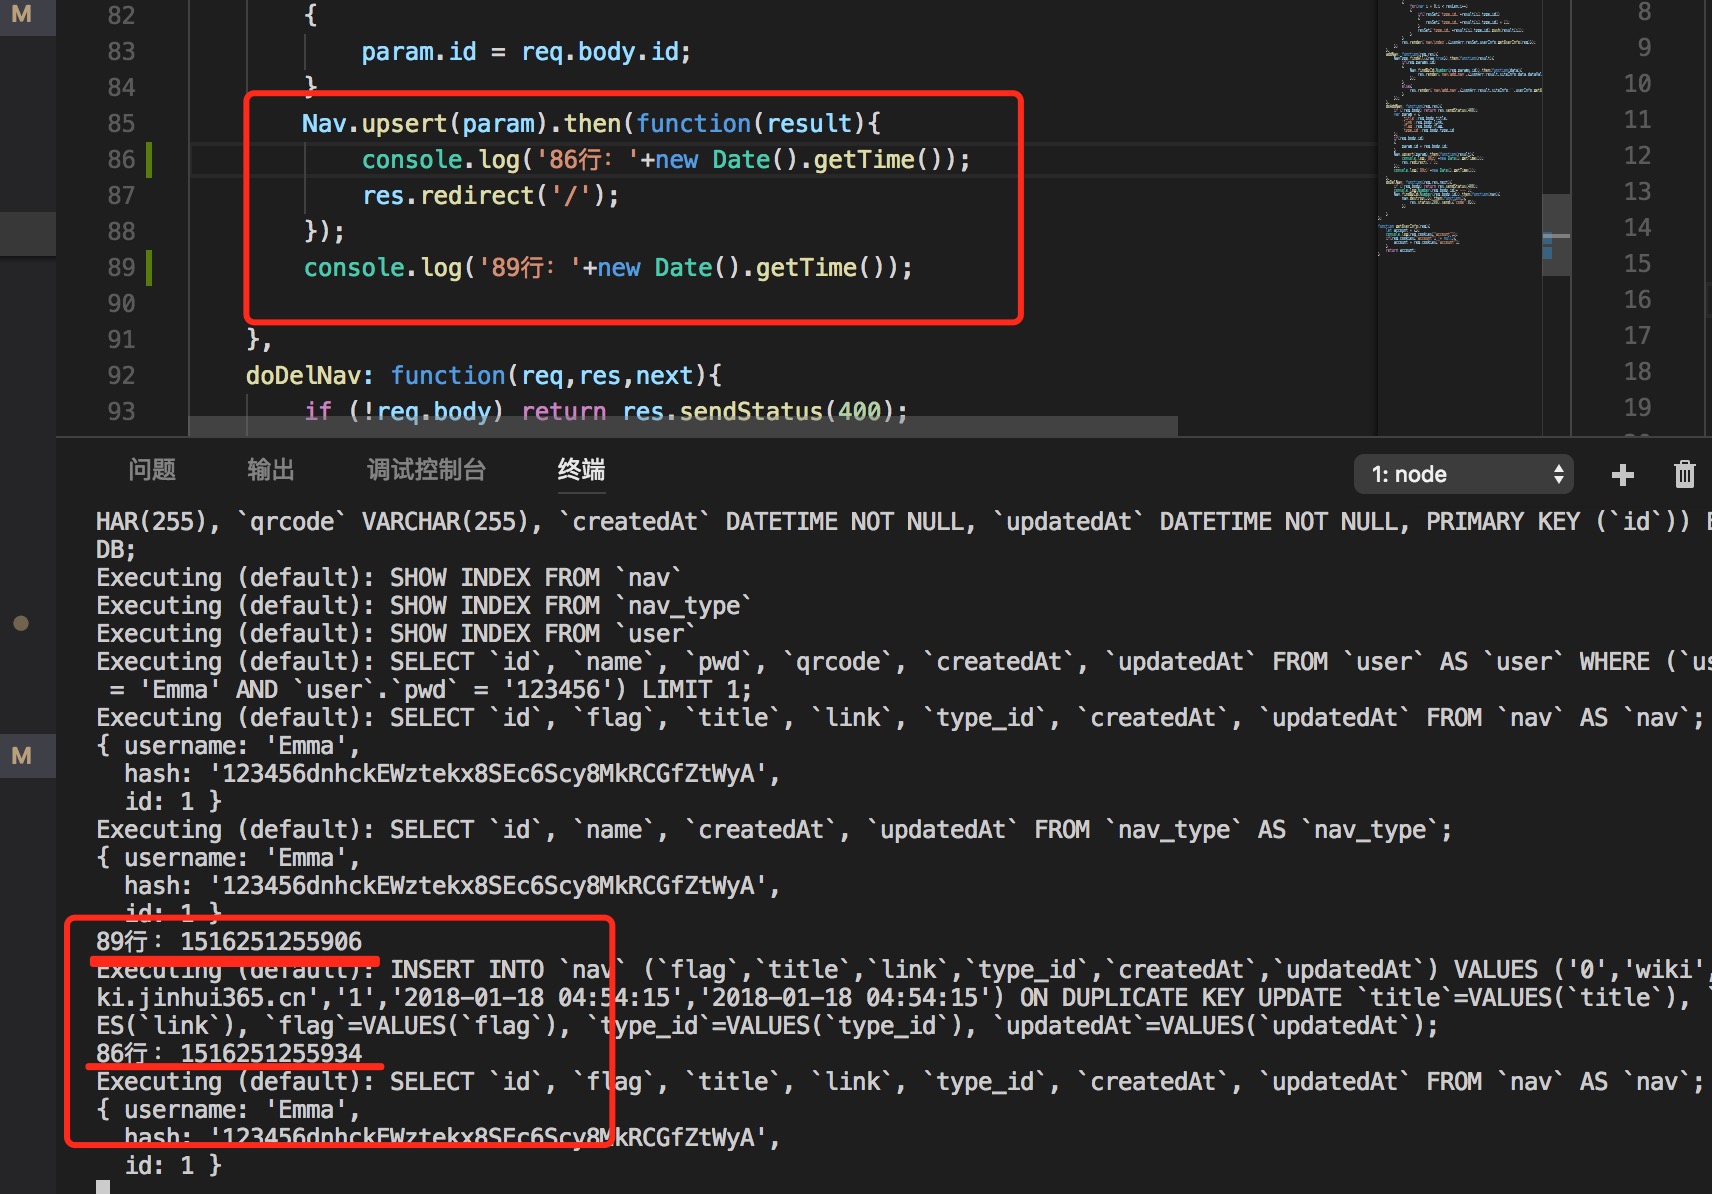 M
82 {
83 param.id = req.body.id;
84 }
85 Nav.upsert(param).then(function(result){
86 console.log('86行: '+new Date().getTime());
87 res.redirect('/');
88 });
89 console.log('89行: '+new Date().getTime());
90
91 },
92 doDelNav: function(req,res,next){
93 if (!req.body) return res.sendStatus(400);
8
9
10
11
12
13
14
15
16
17
18
19
问题 输出 调试控制台 终端 1: node
HAR(255), `qrcode` VARCHAR(255), `createdAt` DATETIME NOT NULL, `updatedAt` DATETIME NOT NULL, PRIMARY KEY (`id`)) E
DB;
Executing (default): SHOW INDEX FROM `nav`
Executing (default): SHOW INDEX FROM `nav_type`
Executing (default): SHOW INDEX FROM `user`
Executing (default): SELECT `id`, `name`, `pwd`, `qrcode`, `createdAt`, `updatedAt` FROM `user` AS `user` WHERE (`us
= 'Emma' AND `user`.`pwd` = '123456') LIMIT 1;
Executing (default): SELECT `id`, `flag`, `title`, `link`, `type_id`, `createdAt`, `updatedAt` FROM `nav` AS `nav`;
{ username: 'Emma',
hash: '123456dnhckEWztekx8SEc6Scy8MkRCGfZtWyA',
id: 1 }
M
Executing (default): SELECT `id`, `name`, `createdAt`, `updatedAt` FROM `nav_type` AS `nav_type`;
{ username: 'Emma',
hash: '123456dnhckEWztekx8SEc6Scy8MkRCGfZtWyA',
id: 1 }
89行: 1516251255906
Executing (default): INSERT INTO `nav` (`flag`,`title`,`link`,`type_id`,`createdAt`,`updatedAt`) VALUES ('0','wiki',
ki.jinhui365.cn','1','2018-01-18 04:54:15','2018-01-18 04:54:15') ON DUPLICATE KEY UPDATE `title`=VALUES(`title`), `
ES(`link`), `flag`=VALUES(`flag`), `type_id`=VALUES(`type_id`), `updatedAt`=VALUES(`updatedAt`);
86行: 1516251255934
Executing (default): SELECT `id`, `flag`, `title`, `link`, `type_id`, `createdAt`, `updatedAt` FROM `nav` AS `nav`;
{ username: 'Emma',
hash: '123456dnhckEWztekx8SEc6Scy8MkRCGfZtWyA',
id: 1 }